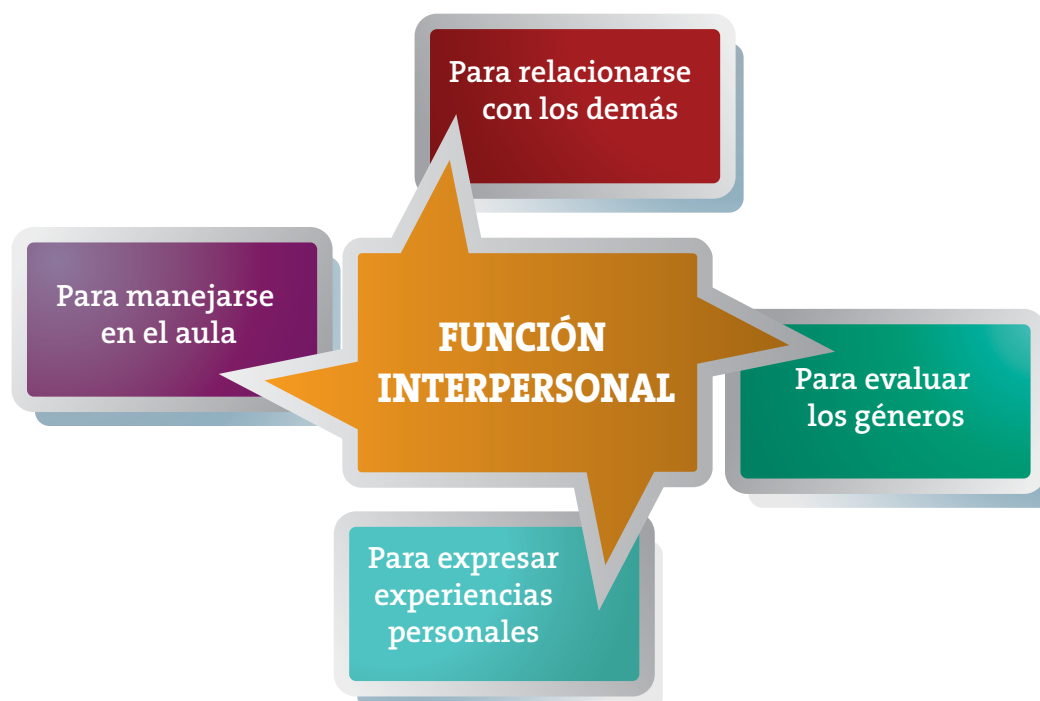 Para relacionarse
con los demás
Para manejarse
en el aula
FUNCIÓN
INTERPERSONAL
Para evaluar
los géneros
Para expresar
experiencias
personales